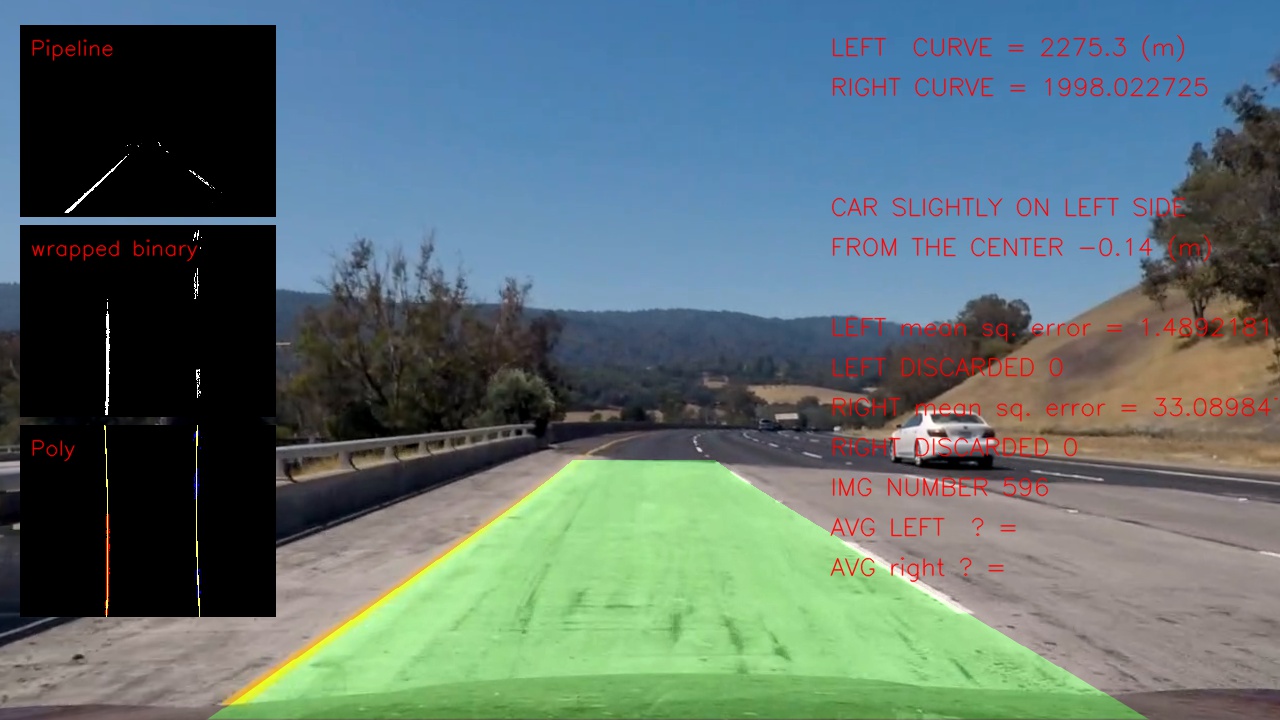 Pipeline
wrapped binary
Poly
LEFT CURVE = 2275.3 (m)
RIGHT CURVE = 1998.022725
CAR SLIGHTLY ON LEFT SIDE
FROM THE CENTER -0.14 (m)
LEFT mean sq. error = 1.4892181
LEFT DISCARDED 0
RIGHT mean sq. error = 33.08984
RIGHT DISCARDED 0
IMG NUMBER 596
AVG LEFT ? =
AVG right ? =